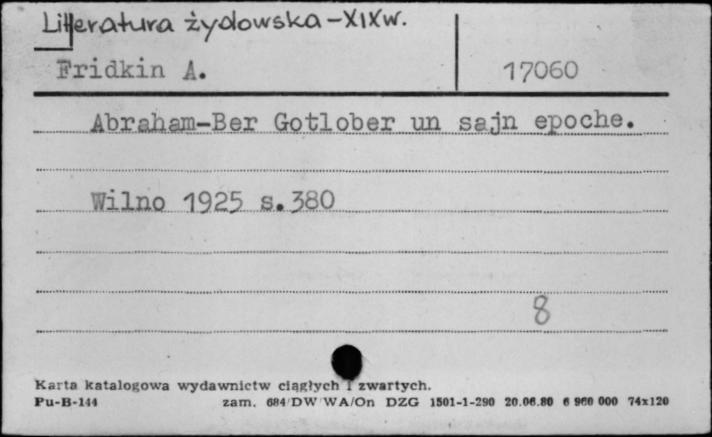 Literatura żydowska-XIXw.
Fridkin A.
17060
Abraham-Ber Gotlober un sajn epoche.
Wilno 1925 s.380
8
Karta katalogowa wydawnictw ciągłych i zwartych.
Pu-B-144 zam. 684/DW/WA/On DZG 1501-1-290 20.06.80 6 960 000 74x120